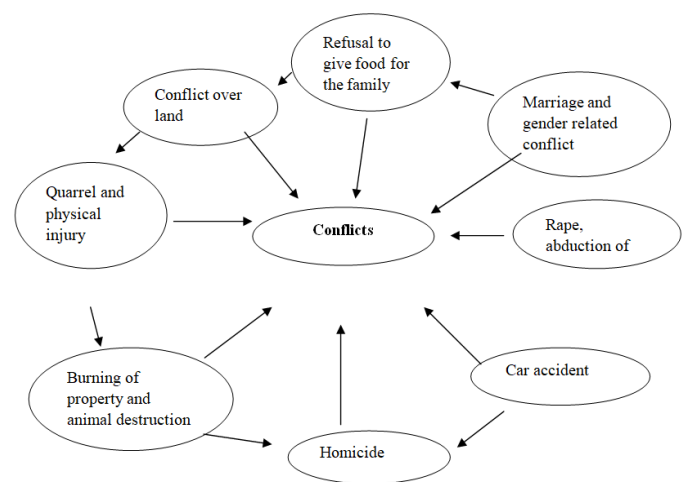 Refusal to
give food for
the family
Conflict over
land
Marriage and
gender related
conflict
Quarrel and
physical
injury
Conflicts
Rape,
abduction of
Burning of
property and
animal destruction
Car accident
Homicide